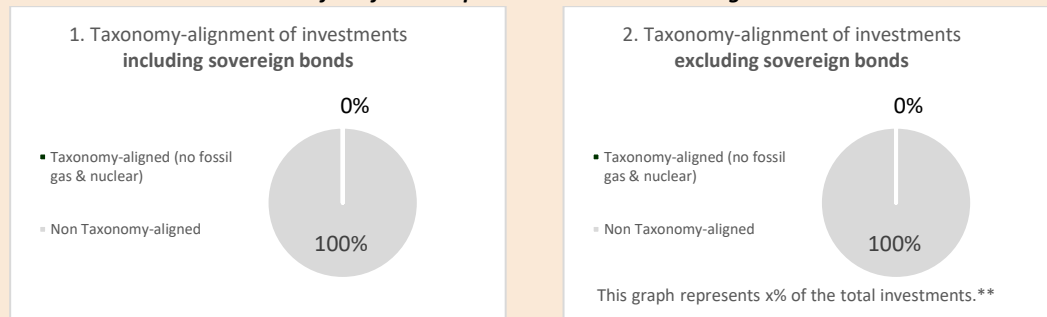 1. Taxonomy-alignment of investments
including sovereign bonds
0%
Taxonomy-aligned (no fossil
gas & nuclear)
Non Taxonomy-aligned
100%
2. Taxonomy-alignment of investments
excluding sovereign bonds
0%
Taxonomy-aligned (no fossil
gas & nuclear)
Non Taxonomy-aligned
100%
This graph represents x% of the total investments.**